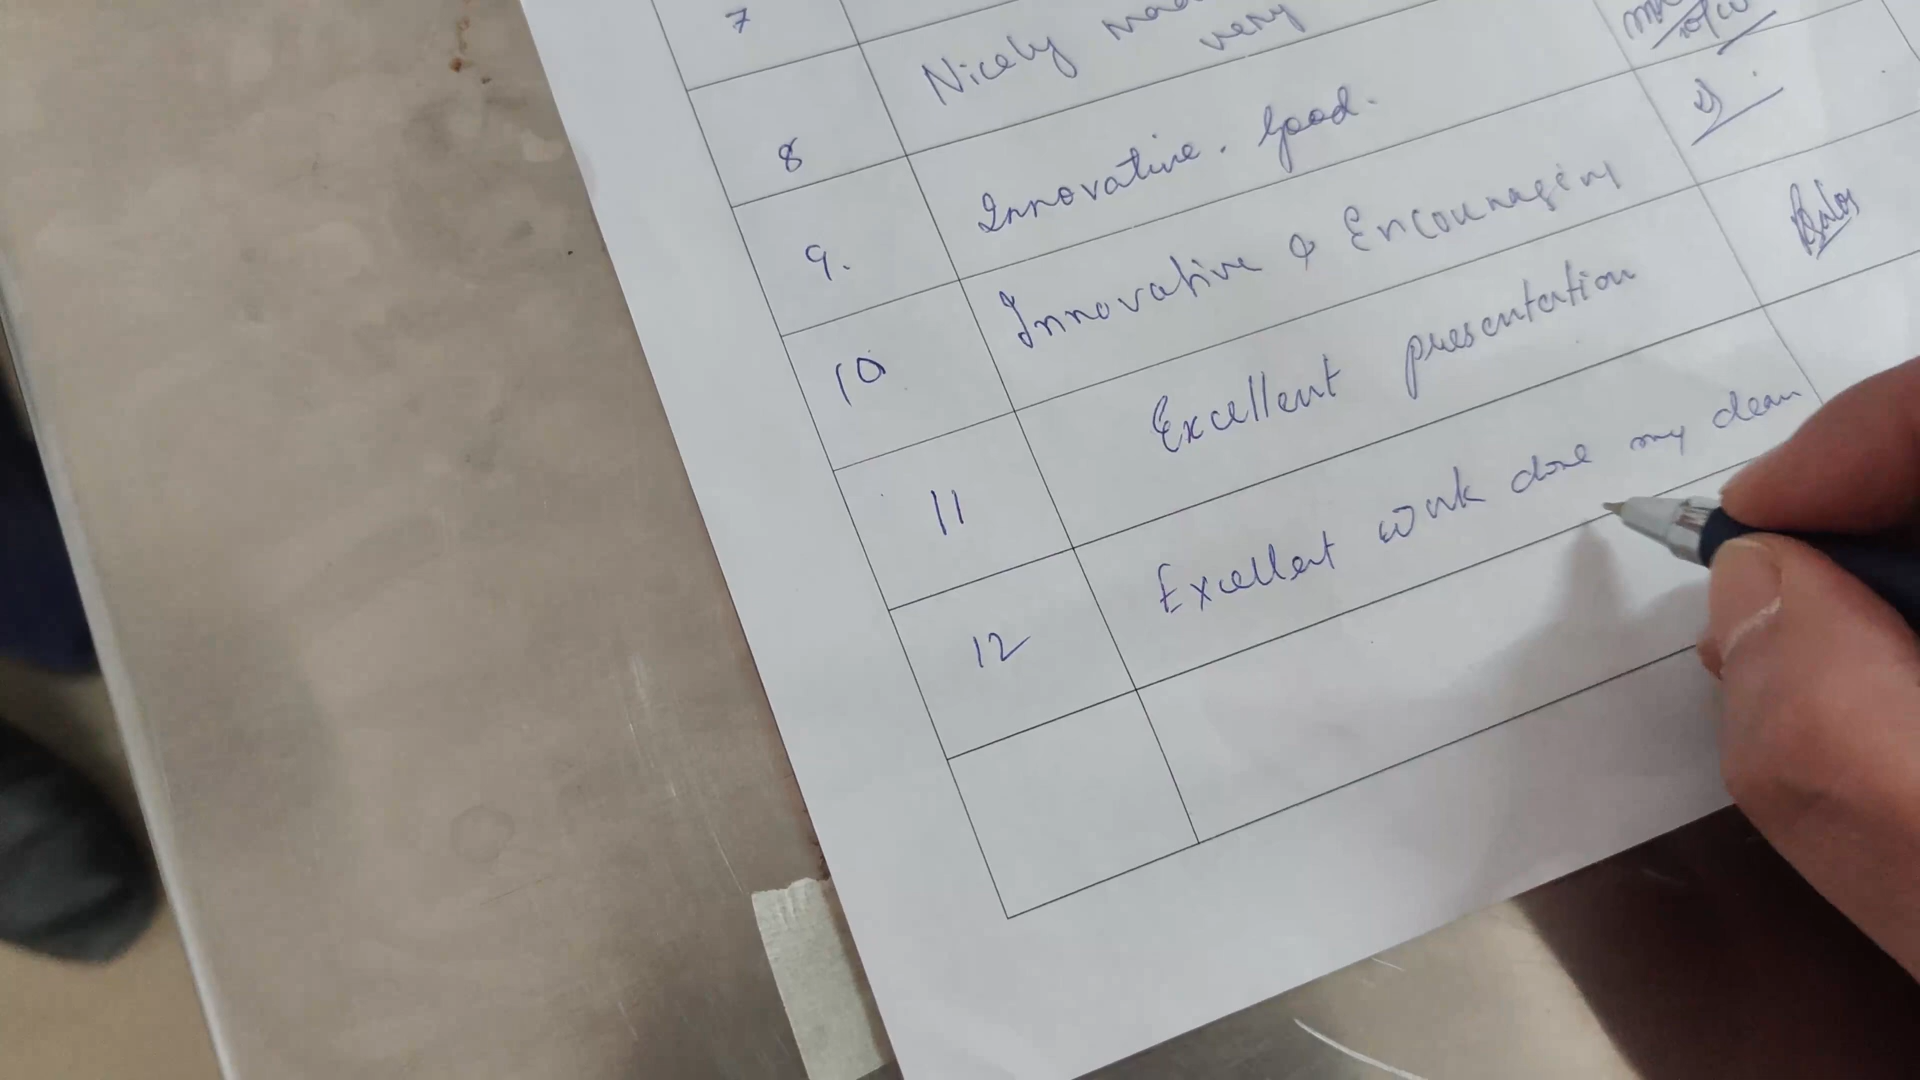 7
8 Nicely
very
9. Innovative. Good.
10 Innovative & Encouraging
11 Excellent presentation
12 Excellent work done my dear